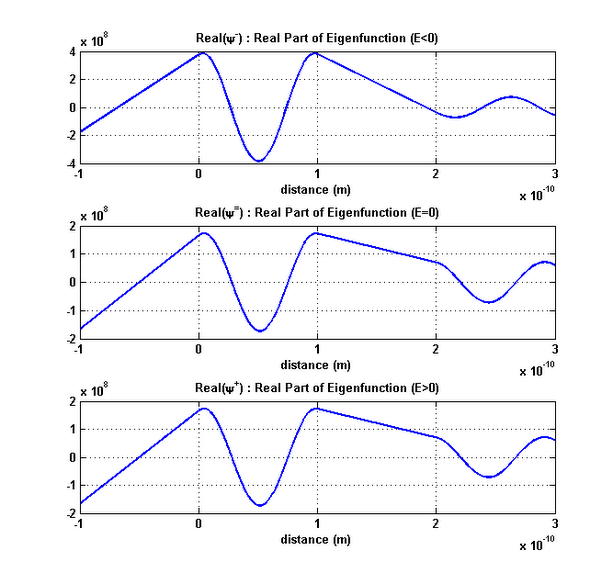 x 10⁸
Real(ψ⁻) : Real Part of Eigenfunction (E<0)
4
2
0
-2
-4
-1 0 1 2 3
distance (m)
x 10⁻¹⁰
x 10⁸
Real(ψ⁼) : Real Part of Eigenfunction (E=0)
2
1
0
-1
-2
-1 0 1 2 3
distance (m)
x 10⁻¹⁰
x 10⁸
Real(ψ⁺) : Real Part of Eigenfunction (E>0)
2
1
0
-1
-2
-1 0 1 2 3
distance (m)
x 10⁻¹⁰